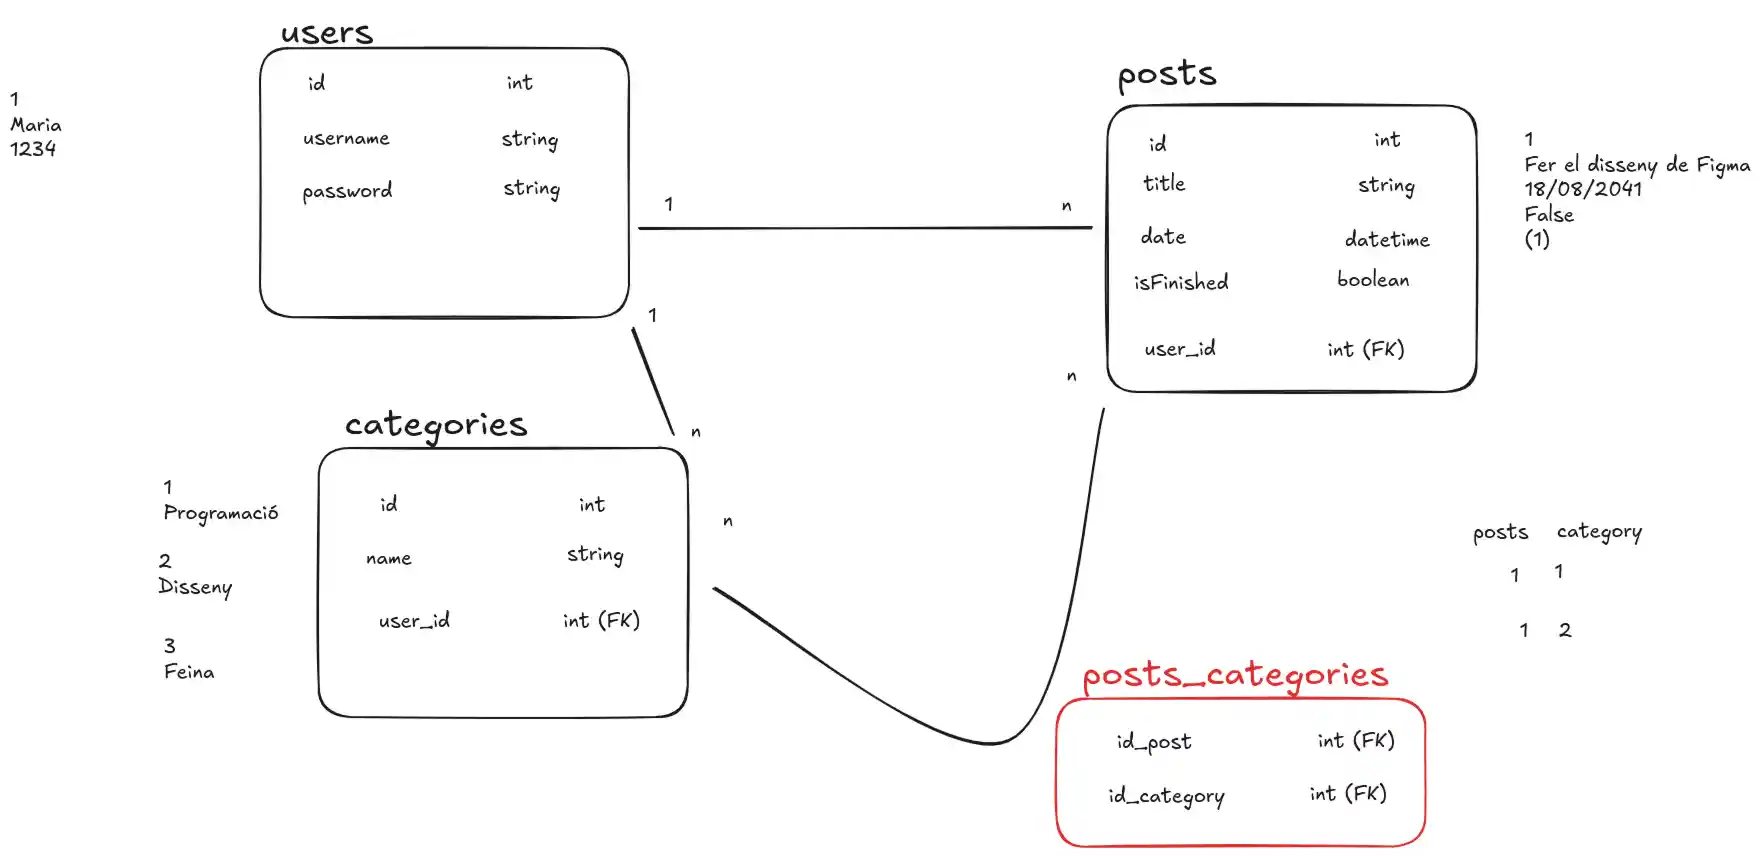 users
id int
username string
password string
1
Maria
1234
1 n
posts
id int
title string
date datetime
isFinished boolean
user_id int (FK)
1
Fer el disseny de Figma
18/08/2041
False
(1)
1
n
n
categories
id int
name string
user_id int (FK)
n
1
Programació
2
Disseny
3
Feina
posts category
1 1
1 2
posts_categories
id_post int (FK)
id_category int (FK)